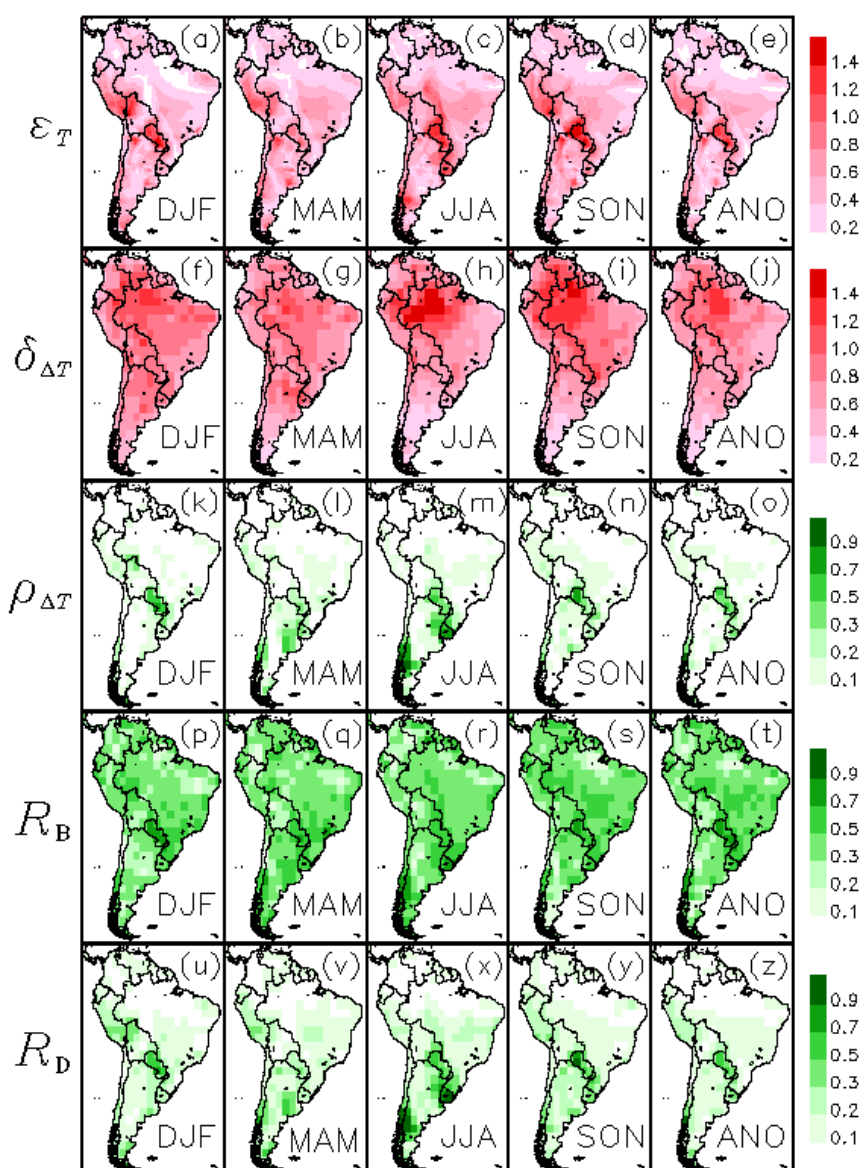 (a) (b) (c) (d) (e)
ε_T
DJF MAM JJA SON ANO
1.4
1.2
1.0
0.8
0.6
0.4
0.2
(f) (g) (h) (i) (j)
δ_ΔT
DJF MAM JJA SON ANO
1.4
1.2
1.0
0.8
0.6
0.4
0.2
(k) (l) (m) (n) (o)
ρ_ΔT
DJF MAM JJA SON ANO
0.9
0.7
0.5
0.3
0.2
0.1
(p) (q) (r) (s) (t)
R_B
DJF MAM JJA SON ANO
0.9
0.7
0.5
0.3
0.2
0.1
(u) (v) (x) (y) (z)
R_D
DJF MAM JJA SON ANO
0.9
0.7
0.5
0.3
0.2
0.1